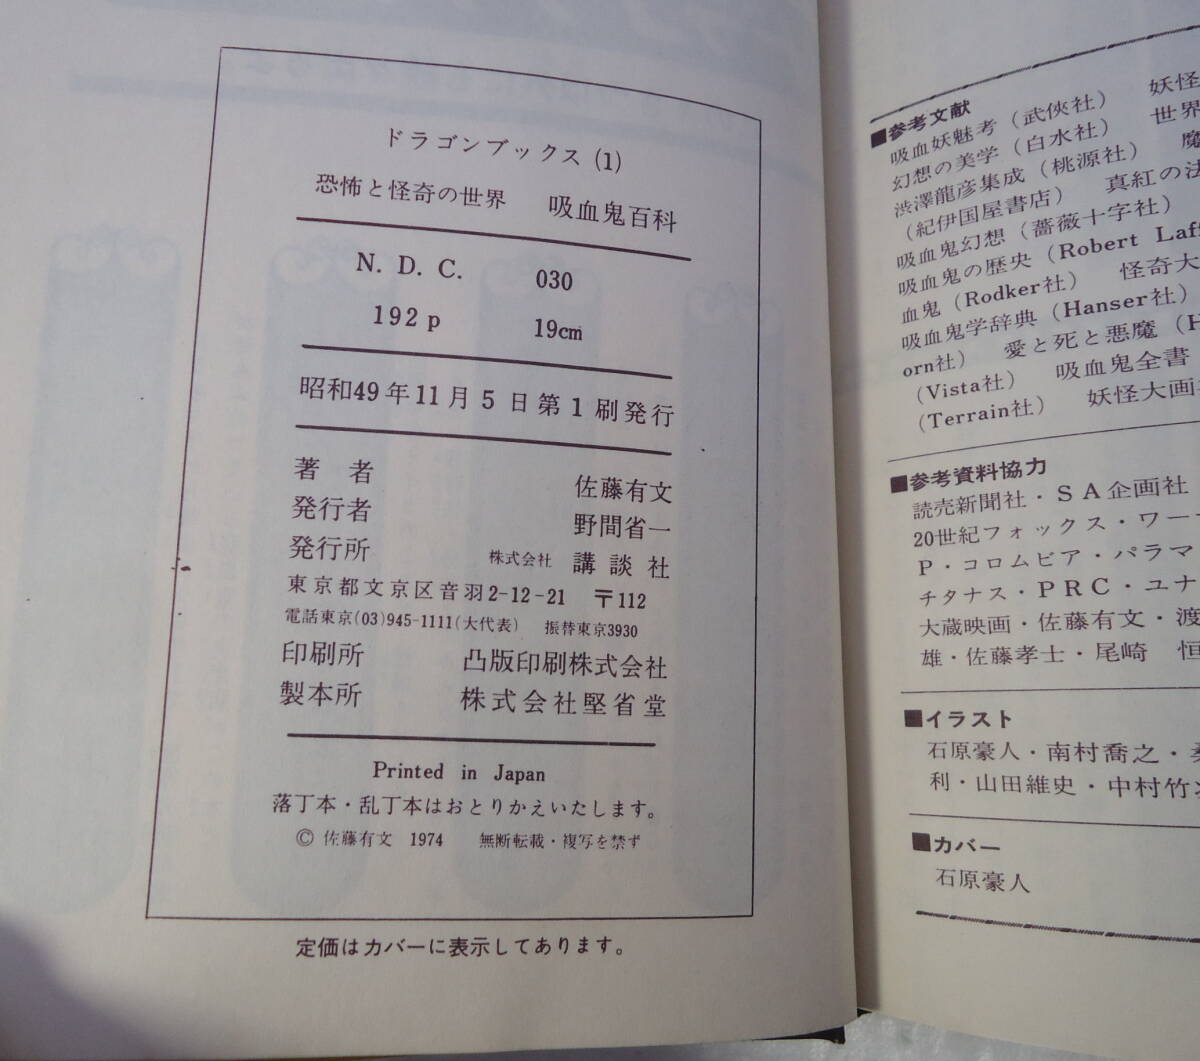 ドラゴンブックス (1)
恐怖と怪奇の世界　吸血鬼百科
N. D. C.　030
192 p　19cm
昭和49年11月5日第1刷発行
著者　佐藤有文
発行者　野間省一
発行所　株式会社 講談社
東京都文京区音羽2-12-21　〒112
電話東京(03)945-1111(大代表)　振替東京3930
印刷所　凸版印刷株式会社
製本所　株式会社堅省堂
Printed in Japan
落丁本・乱丁本はおとりかえいたします。
© 佐藤有文 1974　無断転載・複写を禁ず
定価はカバーに表示してあります。
■参考文献
吸血妖魅考(武俠社)　妖怪
幻想の美学(白水社)　世界
渋澤龍彦集成(桃源社)　魔
(紀伊国屋書店)　真紅の法
吸血鬼幻想(薔薇十字社)
吸血鬼の歴史(Robert Laff
血鬼(Rodker社)　怪奇大
吸血鬼学辞典(Hanser社)
orn社)　愛と死と悪魔(H
(Vista社)　吸血鬼全書
(Terrain社)　妖怪大画
■参考資料協力
読売新聞社・SA企画社
20世紀フォックス・ワー
P・コロムビア・パラマ
チタナス・PRC・ユナ
大蔵映画・佐藤有文・渡
雄・佐藤孝士・尾崎　恒
■イラスト
石原豪人・南村喬之・
利・山田維史・中村竹
■カバー
石原豪人